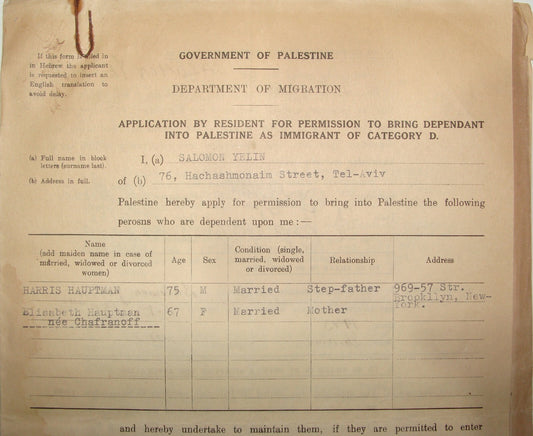 If this form is filled in
in Hebrew the applicant
is requested to insert an
English translation to
avoid delay.
GOVERNMENT OF PALESTINE
DEPARTMENT OF MIGRATION
APPLICATION BY RESIDENT FOR PERMISSION TO BRING DEPENDANT
INTO PALESTINE AS IMMIGRANT OF CATEGORY D.
(a) Full name in block
letters (surname last).
I, (a) SALOMON YELIN
(b) Address in full.
of (b) 76, Hachashmonaim Street, Tel-Aviv
Palestine hereby apply for permission to bring into Palestine the following
perosns who are dependent upon me :—
Name
(add maiden name in case of
married, widowed or divorced
women)
Age
Sex
Condition (single,
married, widowed
or divorced)
Relationship
Address
HARRIS HAUPTMAN 75 M Married Step-father 969-57 Str.
Brookllyn, New-
York.
Elisabeth Hauptman 67 F Married Mother
née Chafranoff
and hereby undertake to maintain them, if they are permitted to enter